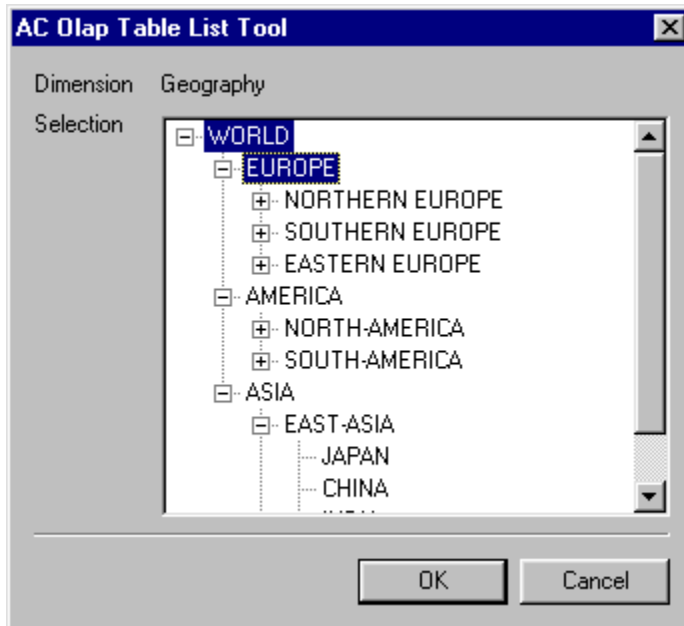 AC Olap Table List Tool
Dimension Geography
Selection
WORLD
EUROPE
NORTHERN EUROPE
SOUTHERN EUROPE
EASTERN EUROPE
AMERICA
NORTH-AMERICA
SOUTH-AMERICA
ASIA
EAST-ASIA
JAPAN
CHINA
OK Cancel